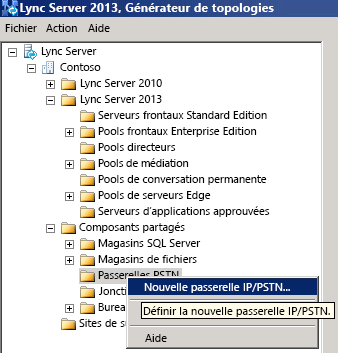 Lync Server 2013, Générateur de topologies
Fichier Action Aide
Lync Server
Contoso
Lync Server 2010
Lync Server 2013
Serveurs frontaux Standard Edition
Pools frontaux Enterprise Edition
Pools directeurs
Pools de médiation
Pools de conversation permanente
Pools de serveurs Edge
Serveurs d'applications approuvées
Composants partagés
Magasins SQL Server
Magasins de fichiers
Passerelles PSTN
Nouvelle passerelle IP/PSTN...
Joncti
Définir la nouvelle passerelle IP/PSTN.
Burea
Sites de su
Aide